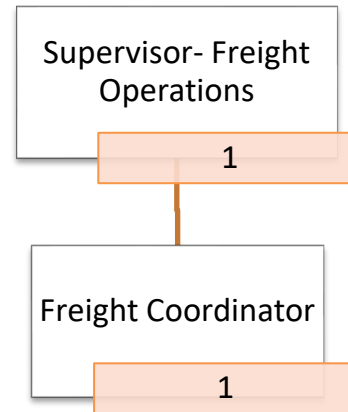 Supervisor- Freight
Operations
1
Freight Coordinator
1